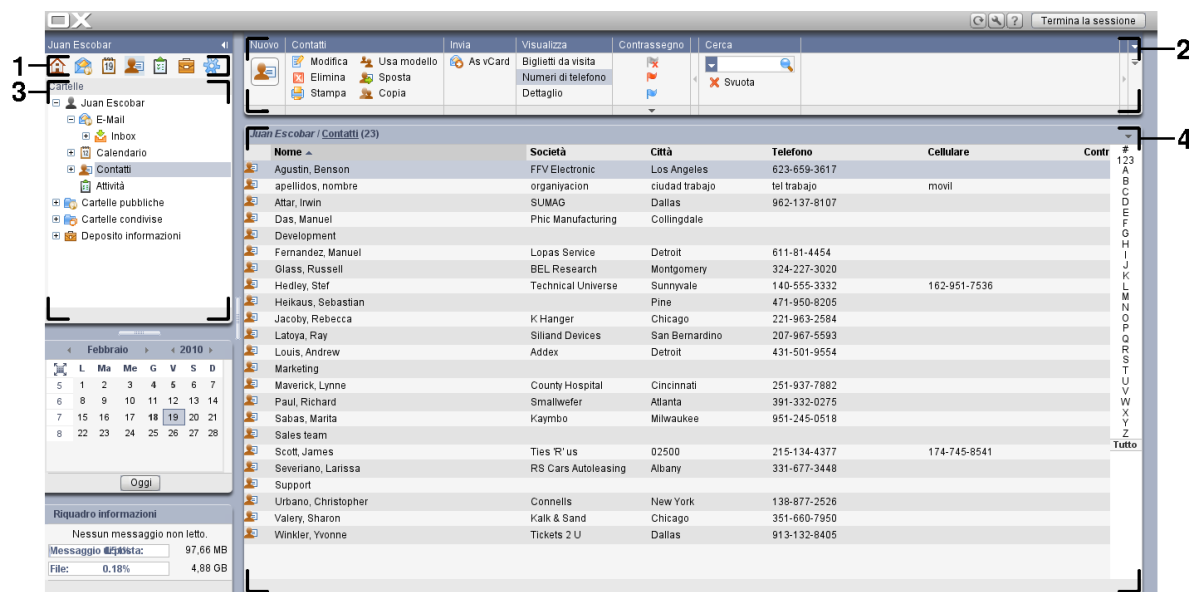 OX
Termina la sessione
Juan Escobar
Nuovo Contatti Invia Visualizza Contrassegno Cerca
1
2
3
4
Modifica Usa modello As vCard Biglietti da visita
Elimina Sposta Numeri di telefono
Stampa Copia Dettaglio
Svuota
Cartelle
Juan Escobar
E-Mail
Inbox
Calendario
Contatti
Attività
Cartelle pubbliche
Cartelle condivise
Deposito informazioni
Juan Escobar / Contatti (23)
Nome Società Città Telefono Cellulare Contr
Agustin, Benson FFV Electronic Los Angeles 623-659-3617
apellidos, nombre organiyacion ciudad trabajo tel trabajo movil
Attar, Irwin SUMAG Dallas 962-137-8107
Das, Manuel Phic Manufacturing Collingdale
Development
Fernandez, Manuel Lopas Service Detroit 611-81-4454
Glass, Russell BEL Research Montgomery 324-227-3020
Hedley, Stef Technical Universe Sunnyvale 140-555-3332 162-951-7536
Heikaus, Sebastian Pine 471-950-8205
Jacoby, Rebecca K Hanger Chicago 221-963-2584
Latoya, Ray Siliand Devices San Bernardino 207-967-5593
Louis, Andrew Addex Detroit 431-501-9554
Marketing
Maverick, Lynne County Hospital Cincinnati 251-937-7882
Paul, Richard Smallwefer Atlanta 391-332-0275
Sabas, Marita Kaymbo Milwaukee 951-245-0518
Sales team
Scott, James Ties 'R' us 02500 215-134-4377 174-745-8541
Severiano, Larissa RS Cars Autoleasing Albany 331-677-3448
Support
Urbano, Christopher Connells New York 138-877-2526
Valery, Sharon Kalk & Sand Chicago 351-660-7950
Winkler, Yvonne Tickets 2 U Dallas 913-132-8405
#
123
A
B
C
D
E
F
G
H
I
J
K
L
M
N
O
P
Q
R
S
T
U
V
W
X
Y
Z
Tutto
Febbraio 2010
L Ma Me G V S D
5 1 2 3 4 5 6 7
6 8 9 10 11 12 13 14
7 15 16 17 18 19 20 21
8 22 23 24 25 26 27 28
Oggi
Riquadro informazioni
Nessun messaggio non letto.
Messaggio 97,66 MB
File: 0.18% 4,88 GB